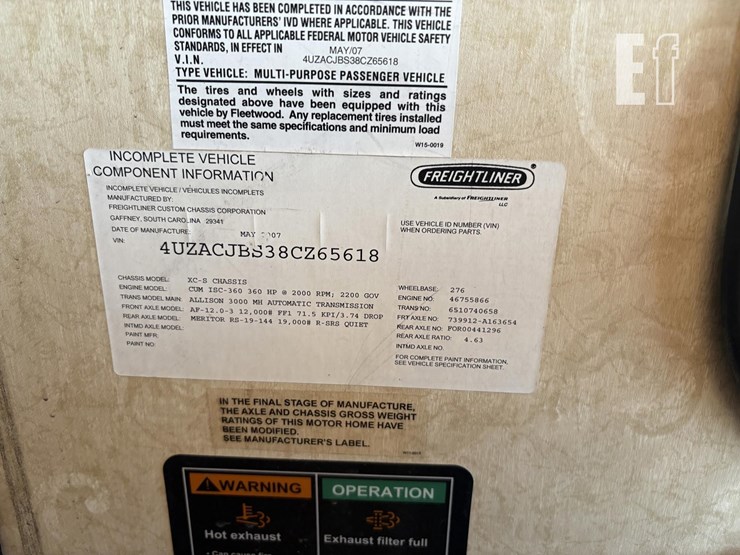 THIS VEHICLE HAS BEEN COMPLETED IN ACCORDANCE WITH THE
PRIOR MANUFACTURERS' IVD WHERE APPLICABLE. THIS VEHICLE
CONFORMS TO ALL APPLICABLE FEDERAL MOTOR VEHICLE SAFETY
STANDARDS, IN EFFECT IN MAY/07
V.I.N. 4UZACJBS38CZ65618
TYPE VEHICLE: MULTI-PURPOSE PASSENGER VEHICLE
The tires and wheels with sizes and ratings
designated above have been equipped with this
vehicle by Fleetwood. Any replacement tires installed
must meet the same specifications and minimum load
requirements.
W15-0019
Ef
INCOMPLETE VEHICLE
COMPONENT INFORMATION
INCOMPLETE VEHICLE / VÉHICULES INCOMPLETS
MANUFACTURED BY:
FREIGHTLINER CUSTOM CHASSIS CORPORATION
GAFFNEY, SOUTH CAROLINA 29341
DATE OF MANUFACTURE: MAY 07
VIN: 4UZACJBS38CZ65618
FREIGHTLINER
A Subsidiary of FREIGHTLINER LLC
USE VEHICLE ID NUMBER (VIN)
WHEN ORDERING PARTS.
CHASSIS MODEL: XC-S CHASSIS
ENGINE MODEL: CUM ISC-360 360 HP @ 2000 RPM; 2200 GOV
TRANS MODEL MAIN: ALLISON 3000 MH AUTOMATIC TRANSMISSION
FRONT AXLE MODEL: AF-12.0-3 12,000# FF1 71.5 KPI/3.74 DROP
REAR AXLE MODEL: MERITOR RS-19-144 19,000# R-SRS QUIET
INTMD AXLE MODEL:
PAINT MFR:
PAINT NO:
WHEELBASE: 276
ENGINE NO: 46755866
TRANS NO: 6510740658
FRT AXLE NO: 739912-A163654
REAR AXLE NO: FOR00441296
REAR AXLE RATIO: 4.63
INTMD AXLE NO:
FOR COMPLETE PAINT INFORMATION,
SEE VEHICLE SPECIFICATION SHEET.
IN THE FINAL STAGE OF MANUFACTURE,
THE AXLE AND CHASSIS GROSS WEIGHT
RATINGS OF THIS MOTOR HOME HAVE
BEEN MODIFIED.
SEE MANUFACTURER'S LABEL.
WARNING
OPERATION
Hot exhaust
Exhaust filter full